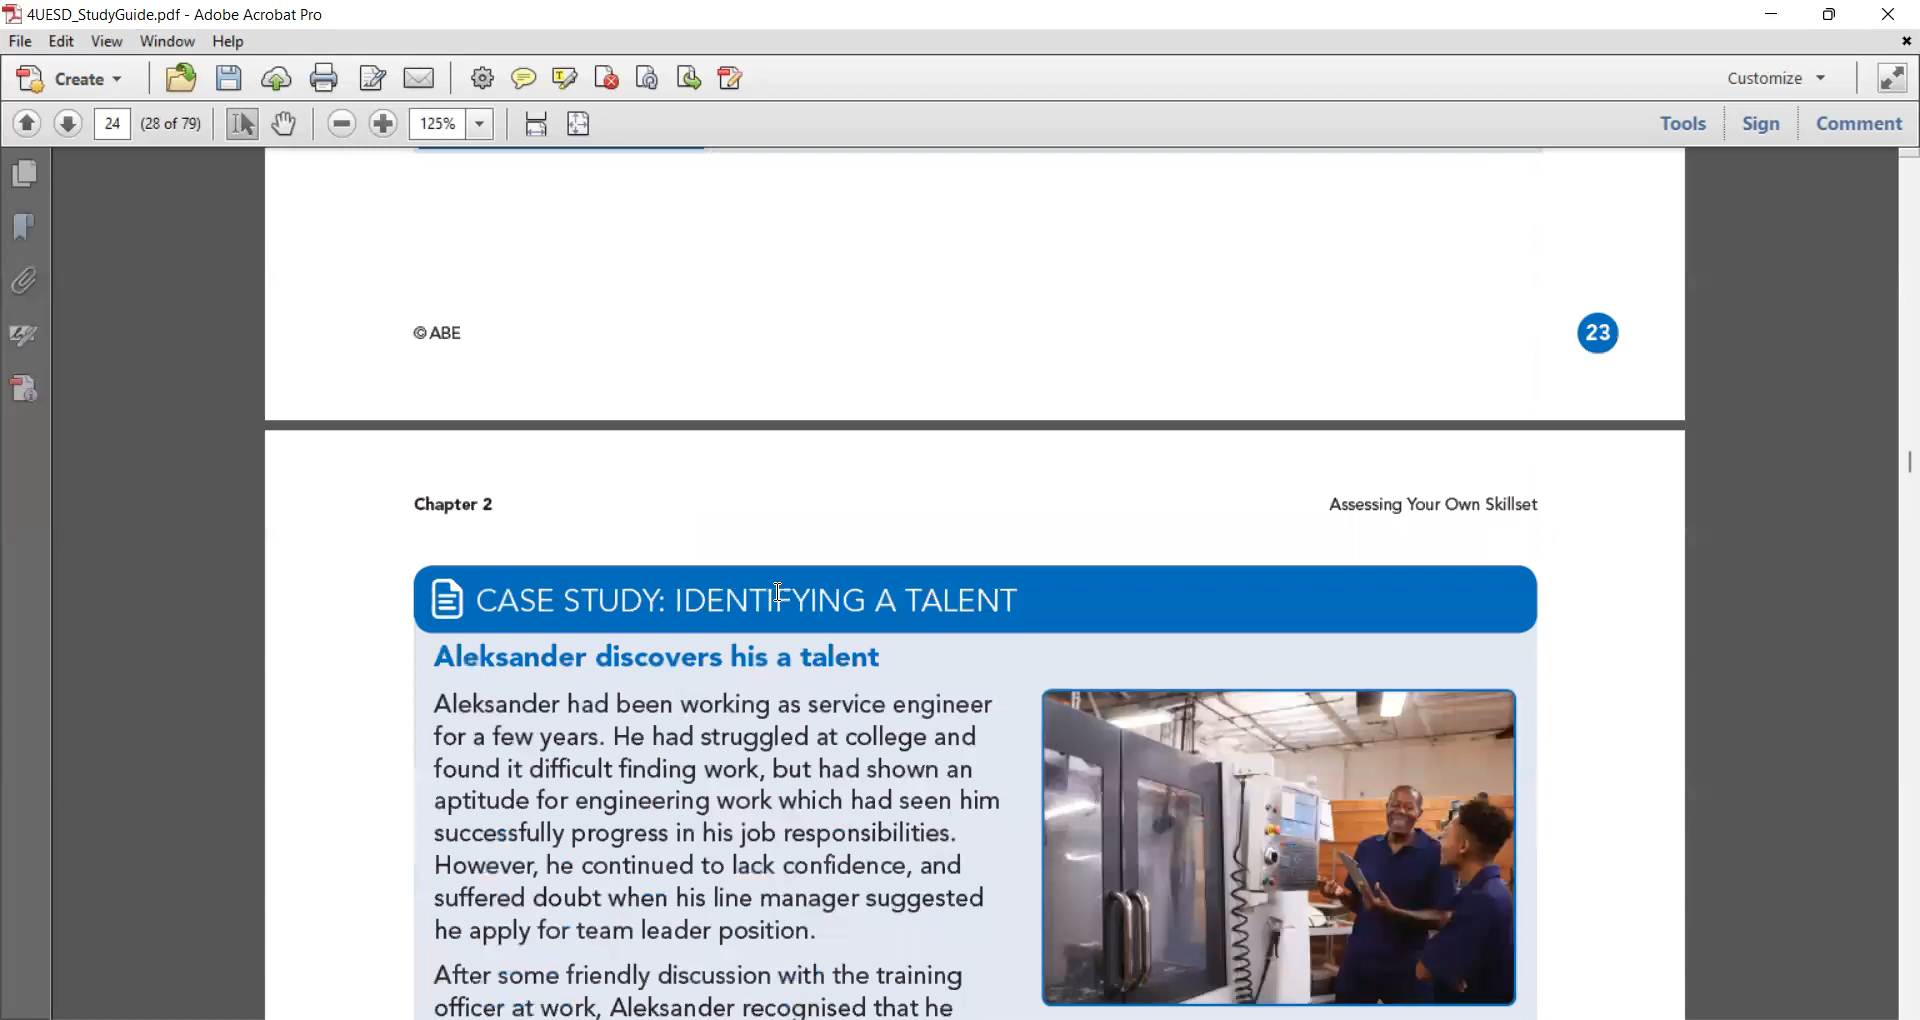 4UESD_StudyGuide.pdf - Adobe Acrobat Pro
File Edit View Window Help
Create Customize
24 (28 of 79) 125% Tools Sign Comment
© ABE 23
Chapter 2 Assessing Your Own Skillset
CASE STUDY: IDENTIFYING A TALENT
Aleksander discovers his a talent
Aleksander had been working as service engineer
for a few years. He had struggled at college and
found it difficult finding work, but had shown an
aptitude for engineering work which had seen him
successfully progress in his job responsibilities.
However, he continued to lack confidence, and
suffered doubt when his line manager suggested
he apply for team leader position.
After some friendly discussion with the training
officer at work, Aleksander recognised that he